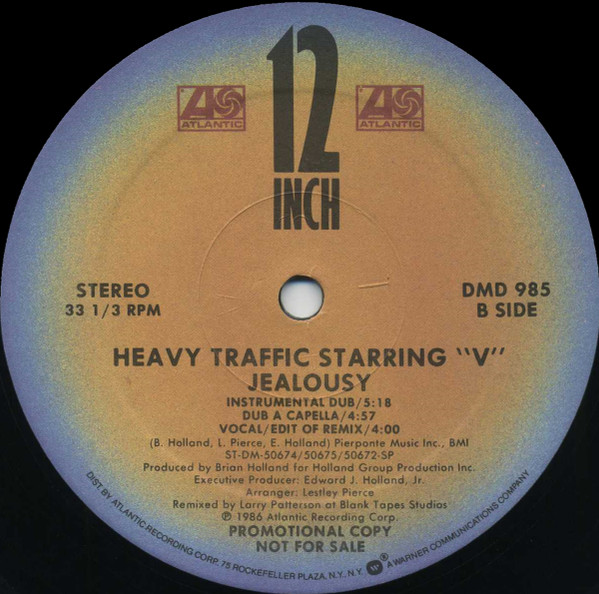 12
INCH
ATLANTIC
ATLANTIC
STEREO
33 1/3 RPM
DMD 985
B SIDE
HEAVY TRAFFIC STARRING "V"
JEALOUSY
INSTRUMENTAL DUB/5:18
DUB A CAPELLA/4:57
VOCAL/EDIT OF REMIX/4:00
(B. Holland, L. Pierce, E. Holland) Pierponte Music Inc., BMI
ST-DM-50674/50675/50672-SP
Produced by Brian Holland for Holland Group Production Inc.
Executive Producer: Edward J. Holland, Jr.
Arranger: Lestley Pierce
Remixed by Larry Patterson at Blank Tapes Studios
℗ 1986 Atlantic Recording Corp.
PROMOTIONAL COPY
NOT FOR SALE
DIST. BY ATLANTIC RECORDING CORP. 75 ROCKEFELLER PLAZA, N.Y., N.Y. ® A WARNER COMMUNICATIONS COMPANY